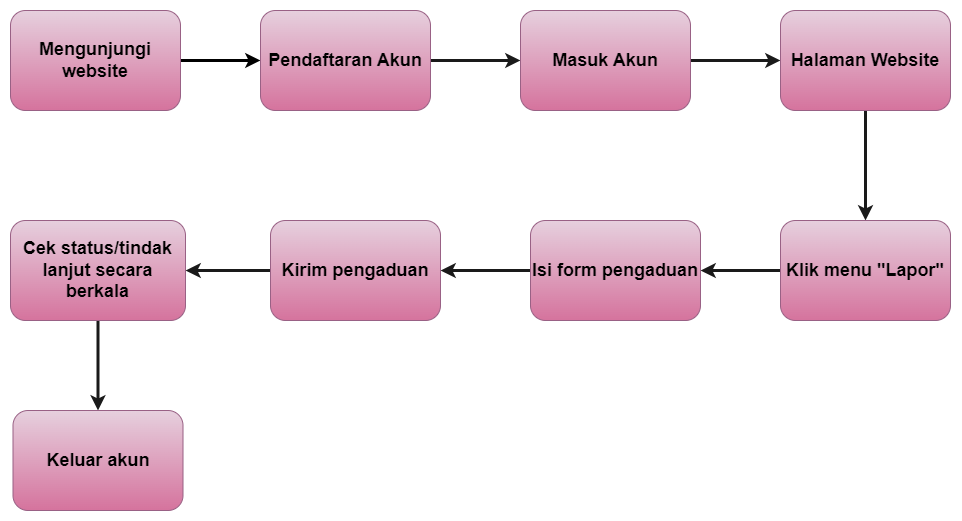 Mengunjungi
website
Pendaftaran Akun
Masuk Akun
Halaman Website
Klik menu "Lapor"
Isi form pengaduan
Kirim pengaduan
Cek status/tindak
lanjut secara
berkala
Keluar akun